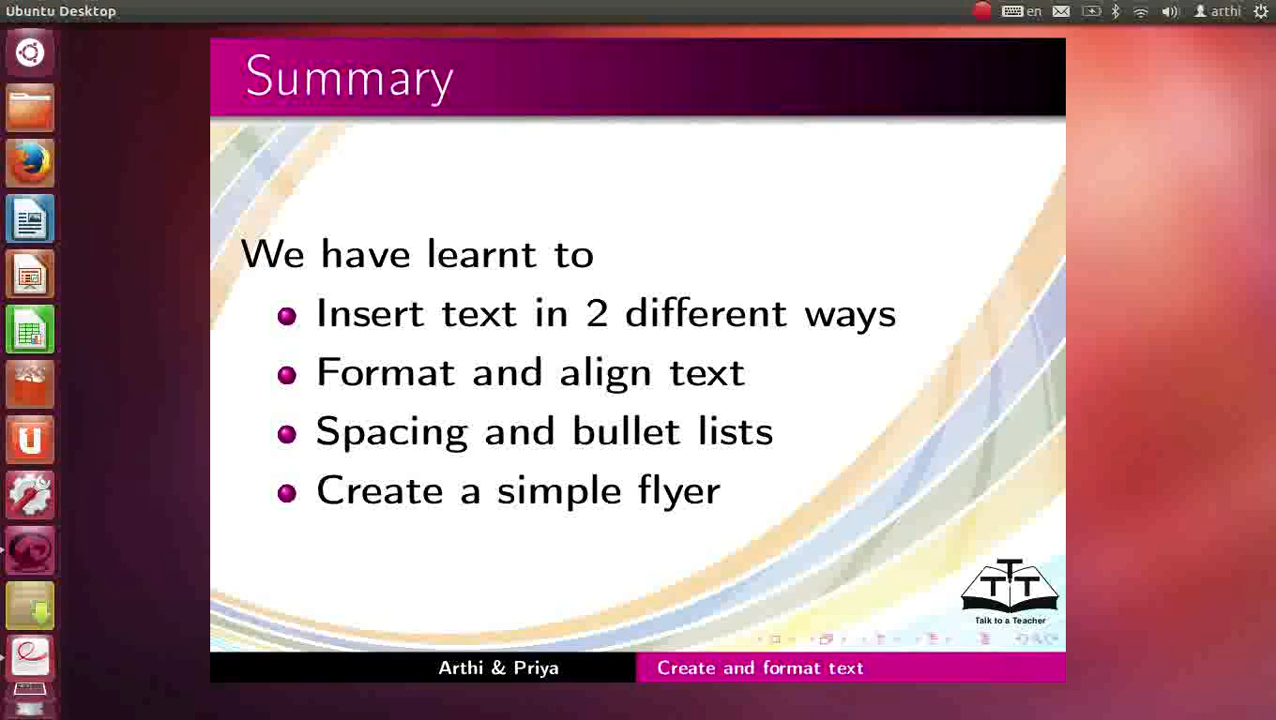 Ubuntu Desktop
en
arthi
Summary
We have learnt to
Insert text in 2 different ways
Format and align text
Spacing and bullet lists
Create a simple flyer
T
T T
Talk to a Teacher
Arthi & Priya
Create and format text